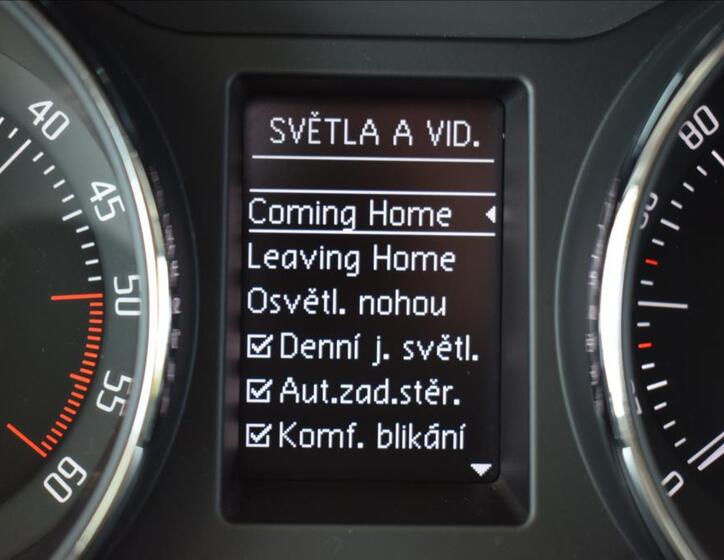 SVĚTLA A VID.
Coming Home
Leaving Home
Osvětl. nohou
Denní j. světl.
Aut.zad.stěr.
Komf. blikání
40
45
50
55
60
80
0